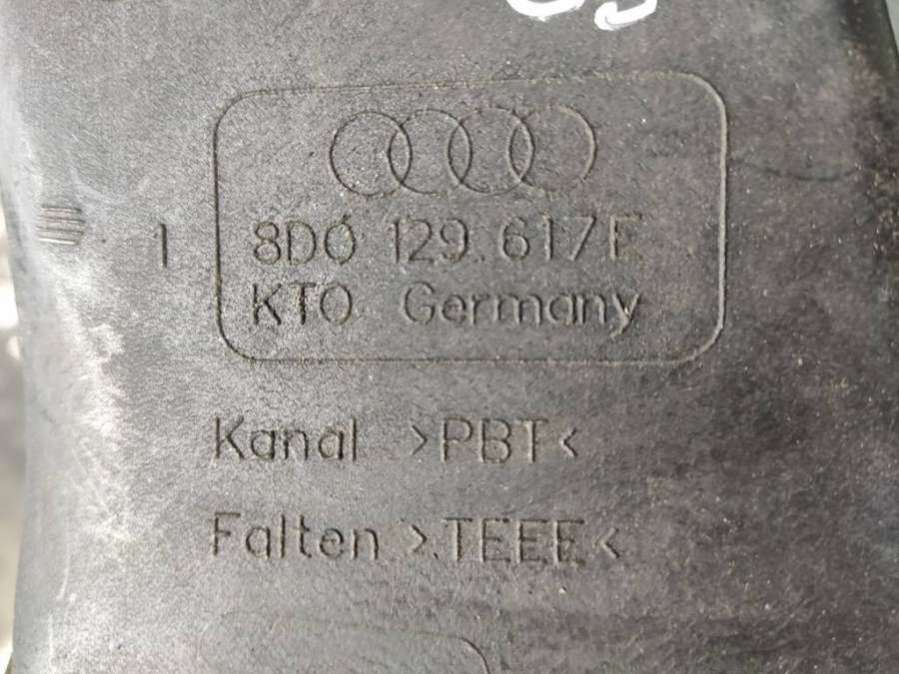 1 8D0 129 617E
KTO Germany
Kanal >PBT<
Falten >TEEE<